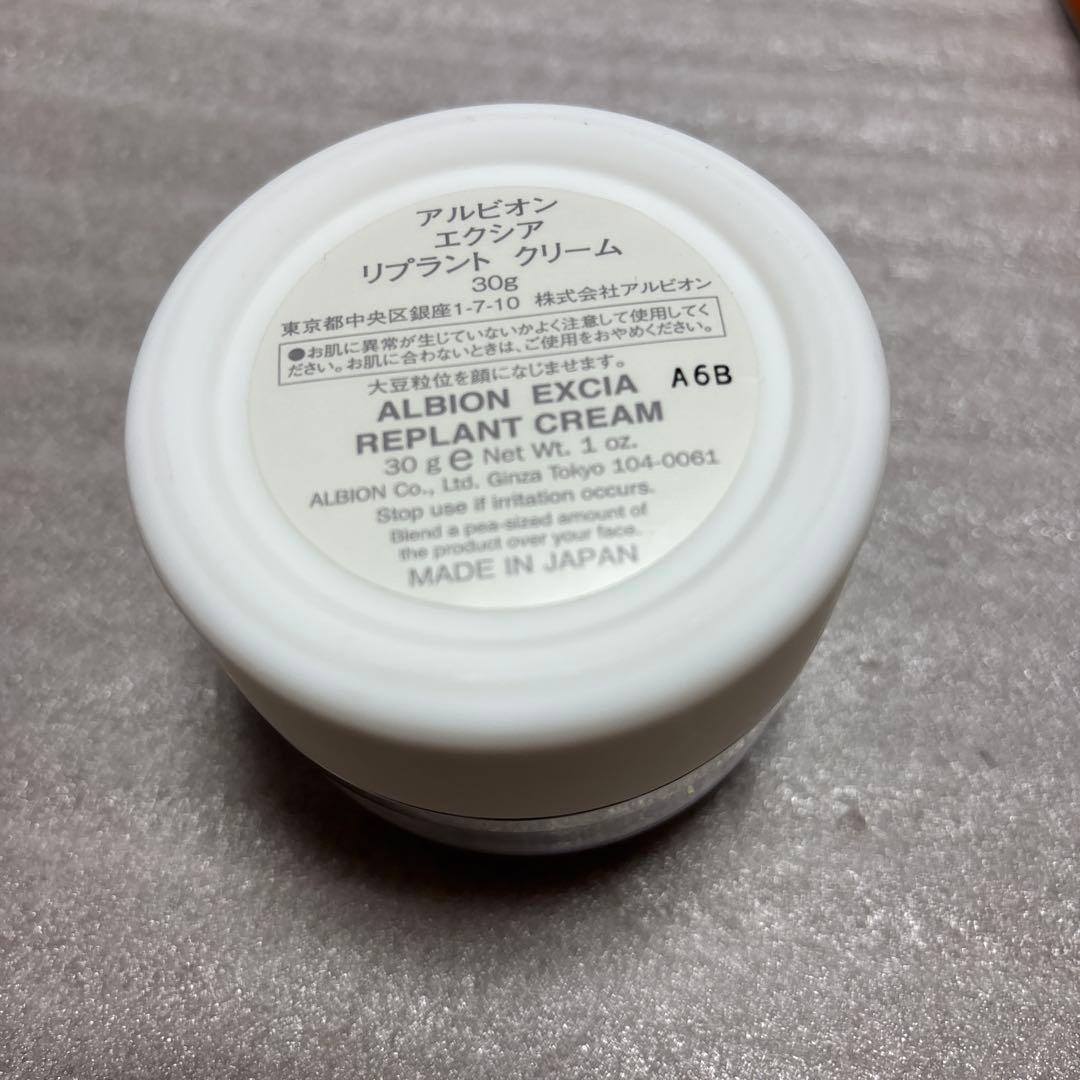 アルビオン
エクシア
リプラント クリーム
30g
東京都中央区銀座1-7-10 株式会社アルビオン
●お肌に異常が生じていないかよく注意して使用してく
ださい。お肌に合わないときは、ご使用をおやめください。
大豆粒位を顔になじませます。
A6B
ALBION EXCIA
REPLANT CREAM
30 g e Net Wt. 1 oz.
ALBION Co., Ltd. Ginza Tokyo 104-0061
Stop use if irritation occurs.
Blend a pea-sized amount of
the product over your face.
MADE IN JAPAN